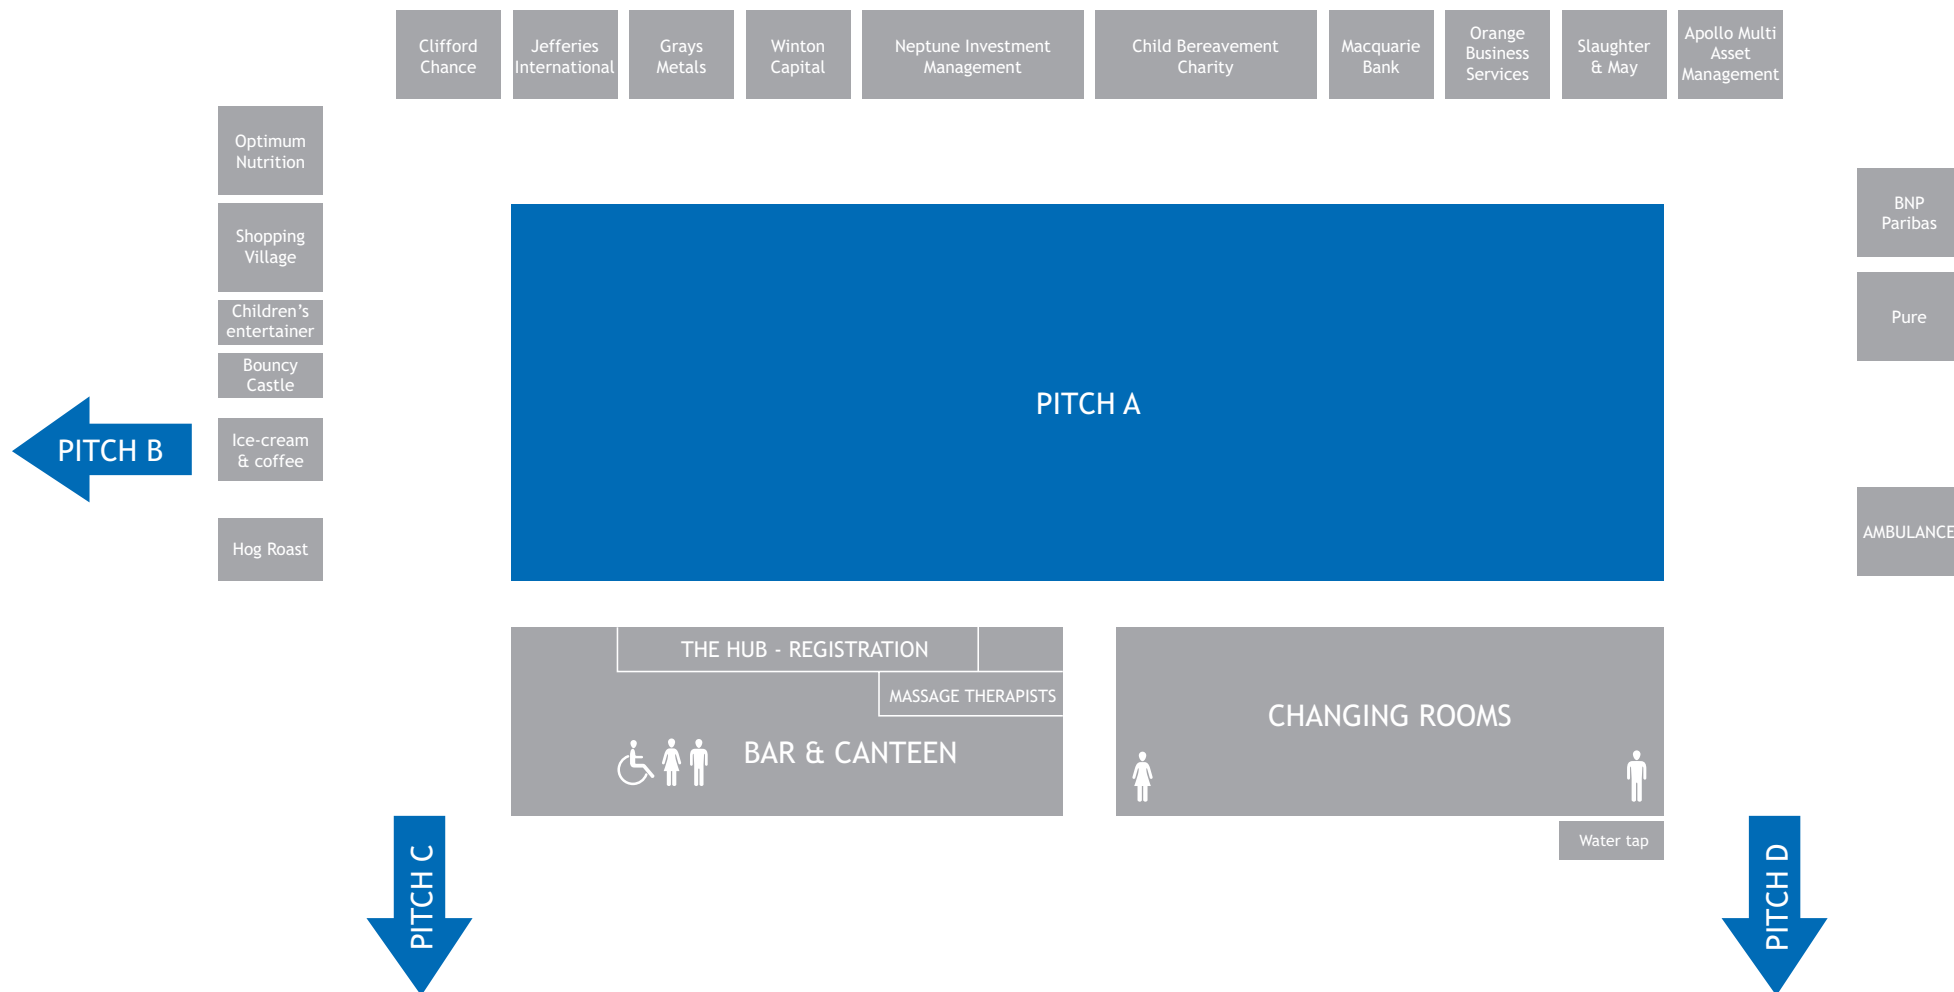 Clifford
Chance
Jefferies
International
Grays
Metals
Winton
Capital
Neptune Investment
Management
Child Bereavement
Charity
Macquarie
Bank
Orange
Business
Services
Slaughter
& May
Apollo Multi
Asset
Management
Optimum
Nutrition
Shopping
Village
Children’s
entertainer
Bouncy
Castle
Ice-cream
& coffee
Hog Roast
PITCH B
PITCH A
BNP
Paribas
Pure
AMBULANCE
THE HUB - REGISTRATION
MASSAGE THERAPISTS
BAR & CANTEEN
CHANGING ROOMS
Water tap
PITCH C
PITCH D